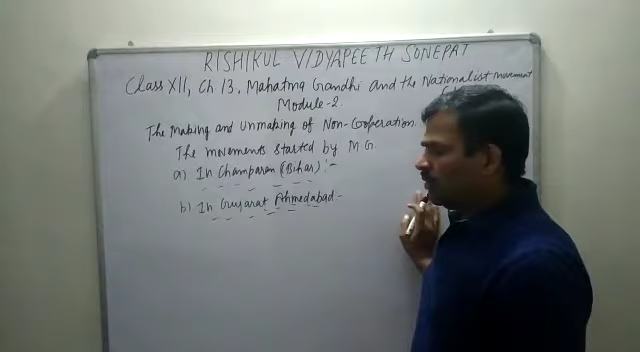 RISHIKUL VIDYAPEETH SONEPAT
Class XII, Ch 13, Mahatma Gandhi and the Nationalist Movement
Module-2.
The Making and Unmaking of Non-Cooperation.
The movements started by M.G.
a) In Champaran (Bihar):-
b) In Gujarat Ahmedabad:-